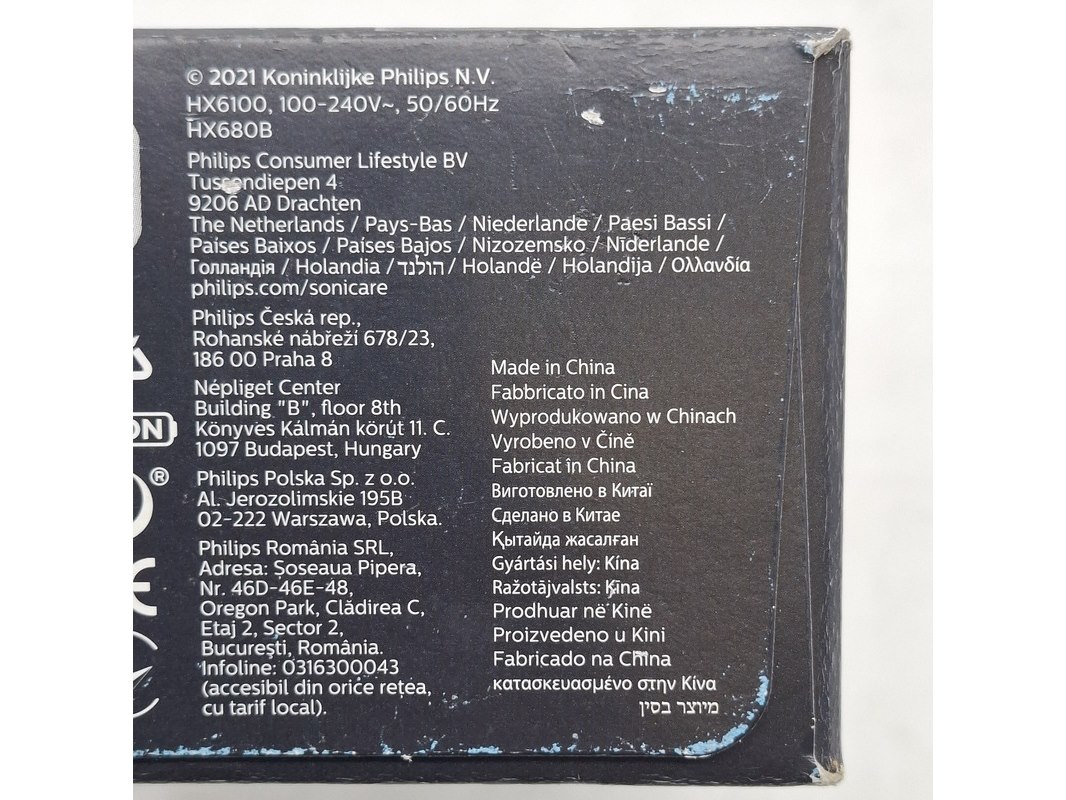 © 2021 Koninklijke Philips N.V.
HX6100, 100-240V~, 50/60Hz
HX680B
Philips Consumer Lifestyle BV
Tussendiepen 4
9206 AD Drachten
The Netherlands / Pays-Bas / Niederlande / Paesi Bassi /
Países Baixos / Países Bajos / Nizozemsko / Nīderlande /
Голландія / Holandia / הולנד / Holandë / Holandija / Ολλανδία
philips.com/sonicare
Philips Česká rep.,
Rohanské nábřeží 678/23,
186 00 Praha 8
Népliget Center
Building "B", floor 8th
Könyves Kálmán körút 11. C.
1097 Budapest, Hungary
Philips Polska Sp. z o.o.
Al. Jerozolimskie 195B
02-222 Warszawa, Polska.
Philips România SRL,
Adresa: Șoseaua Pipera,
Nr. 46D-46E-48,
Oregon Park, Clădirea C,
Etaj 2, Sector 2,
București, România.
Infoline: 0316300043
(accesibil din orice rețea,
cu tarif local).
Made in China
Fabbricato in Cina
Wyprodukowano w Chinach
Vyrobeno v Číně
Fabricat în China
Виготовлено в Китаї
Сделано в Китае
Қытайда жасалған
Gyártási hely: Kína
Ražotājvalsts: Ķīna
Prodhuar në Kinë
Proizvedeno u Kini
Fabricado na China
κατασκευασμένο στην Κίνα
מיוצר בסין
®